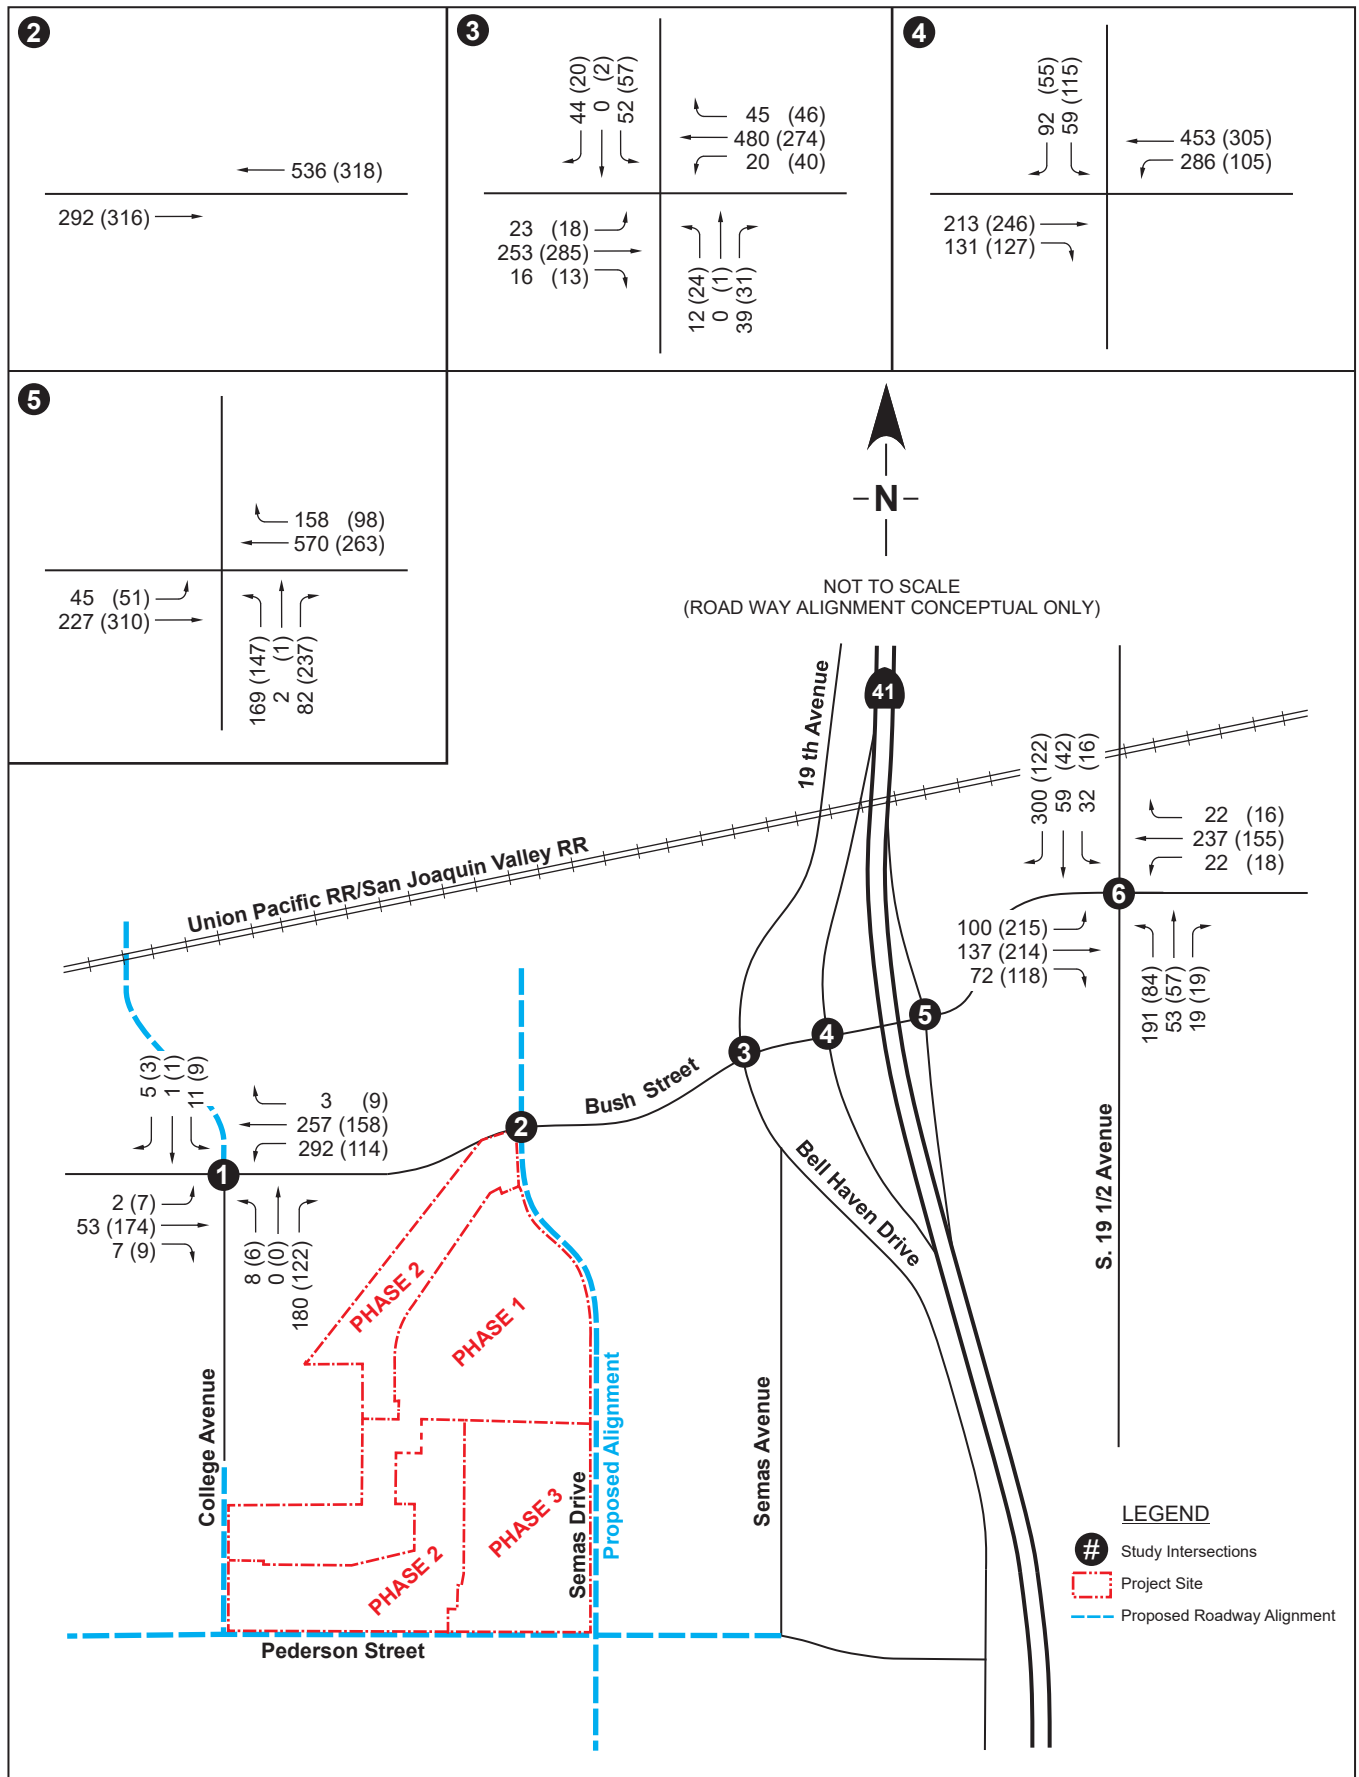 2
536 (318)
292 (316)
3
44 (20)
0 (2)
52 (57)
45 (46)
480 (274)
20 (40)
23 (18)
253 (285)
16 (13)
12 (24)
0 (1)
39 (31)
4
92 (55)
59 (115)
453 (305)
286 (105)
213 (246)
131 (127)
5
158 (98)
570 (263)
45 (51)
227 (310)
169 (147)
2 (1)
82 (237)
N
NOT TO SCALE
(ROAD WAY ALIGNMENT CONCEPTUAL ONLY)
19 th Avenue
41
Union Pacific RR/San Joaquin Valley RR
300 (122)
59 (42)
32 (16)
22 (16)
237 (155)
22 (18)
6
100 (215)
137 (214)
72 (118)
191 (84)
53 (57)
19 (19)
5
4
3
Bush Street
2
5 (3)
1 (1)
11 (9)
3 (9)
257 (158)
292 (114)
1
2 (7)
53 (174)
7 (9)
8 (6)
0 (0)
180 (122)
Bell Haven Drive
S. 19 1/2 Avenue
PHASE 2
PHASE 1
College Avenue
Proposed Alignment
Semas Avenue
Semas Drive
PHASE 3
PHASE 2
Pederson Street
LEGEND
# Study Intersections
Project Site
Proposed Roadway Alignment